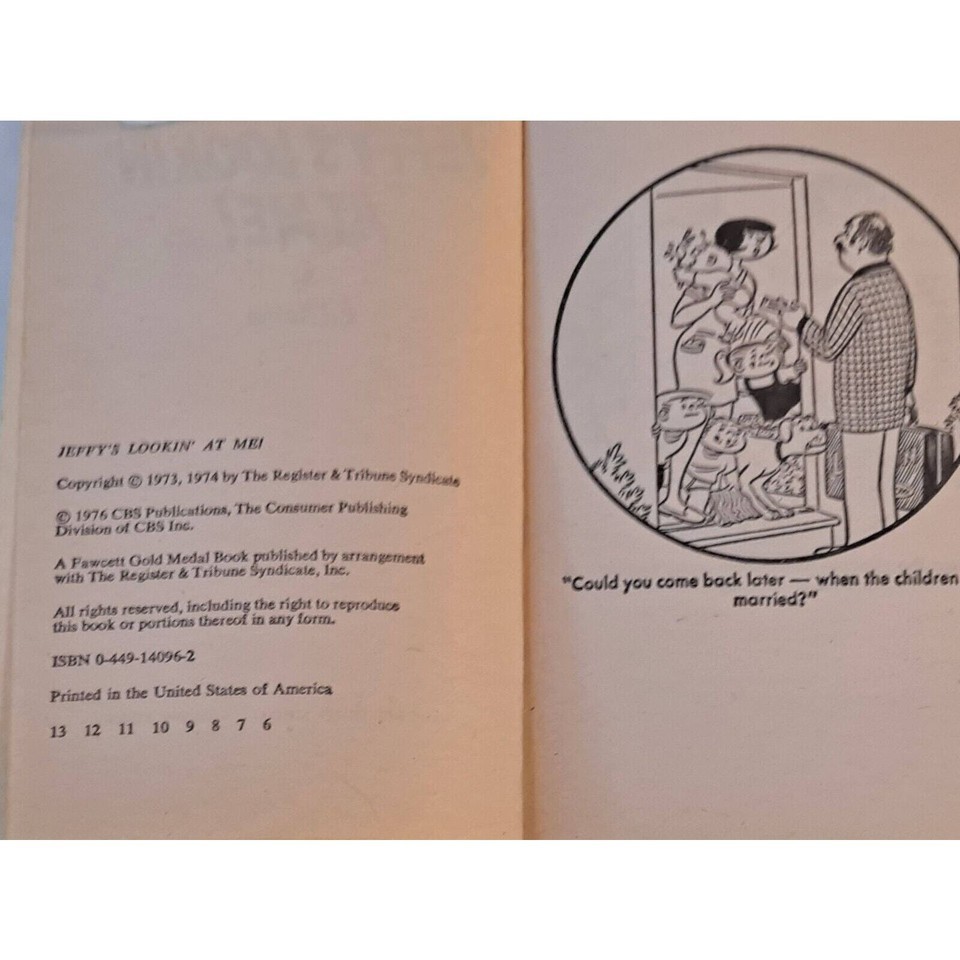 JEFFY'S LOOKIN' AT ME!
Copyright © 1973, 1974 by The Register & Tribune Syndicate
© 1976 CBS Publications, The Consumer Publishing
Division of CBS Inc.
A Fawcett Gold Medal Book published by arrangement
with The Register & Tribune Syndicate, Inc.
All rights reserved, including the right to reproduce
this book or portions thereof in any form.
ISBN 0-449-14096-2
Printed in the United States of America
13 12 11 10 9 8 7 6
"Could you come back later — when the children
married?"